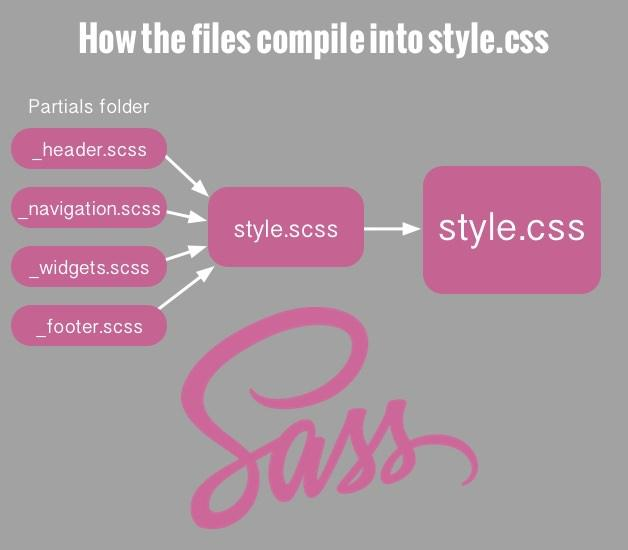 How the files compile into style.css
Partials folder
_header.scss
_navigation.scss
_widgets.scss
_footer.scss
style.scss
style.css
Sass